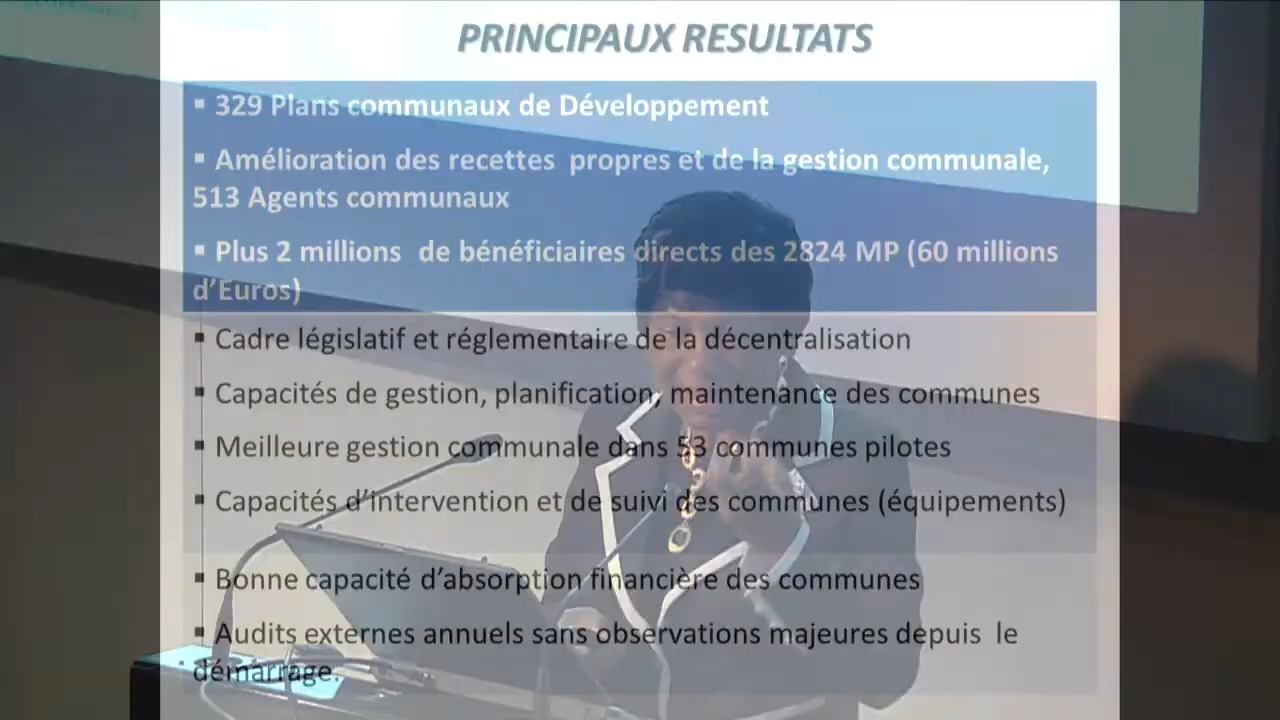 PRINCIPAUX RESULTATS
▪ 329 Plans communaux de Développement
▪ Amélioration des recettes propres et de la gestion communale,
513 Agents communaux
▪ Plus 2 millions de bénéficiaires directs des 2824 MP (60 millions
d’Euros)
▪ Cadre législatif et réglementaire de la décentralisation
▪ Capacités de gestion, planification, maintenance des communes
▪ Meilleure gestion communale dans 53 communes pilotes
▪ Capacités d’intervention et de suivi des communes (équipements)
▪ Bonne capacité d’absorption financière des communes
▪ Audits externes annuels sans observations majeures depuis le
démarrage.